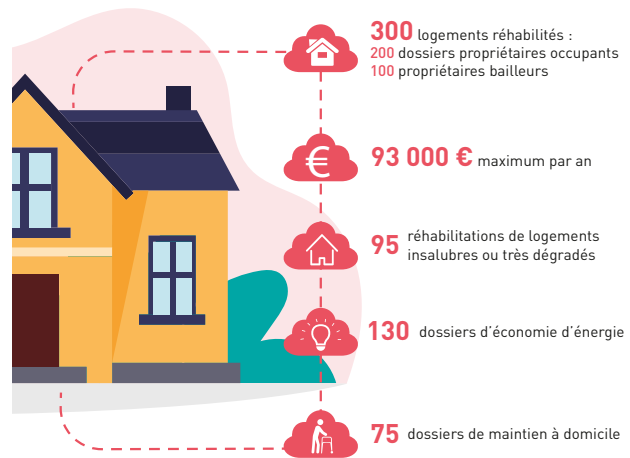 300 logements réhabilités :
200 dossiers propriétaires occupants
100 propriétaires bailleurs
€
93 000 € maximum par an
95 réhabilitations de logements
insalubres ou très dégradés
130 dossiers d'économie d'énergie
75 dossiers de maintien à domicile